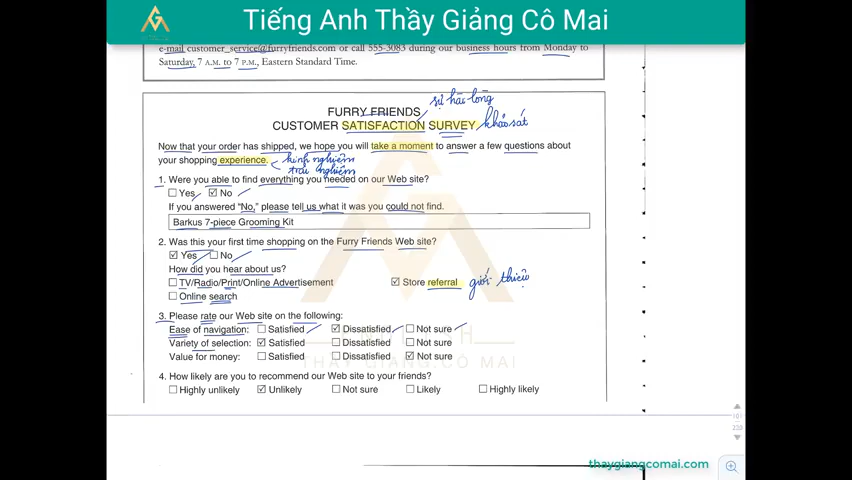 Tiếng Anh Thầy Giảng Cô Mai
e-mail customer_service@furryfriends.com or call 555-3083 during our business hours from Monday to
Saturday, 7 A.M. to 7 P.M., Eastern Standard Time.
sự hài lòng
FURRY FRIENDS
CUSTOMER SATISFACTION SURVEY khảo sát
Now that your order has shipped, we hope you will take a moment to answer a few questions about
your shopping experience. kinh nghiệm
trải nghiệm
1. Were you able to find everything you needed on our Web site?
☐ Yes ☑ No
If you answered "No," please tell us what it was you could not find.
Barkus 7-piece Grooming Kit
2. Was this your first time shopping on the Furry Friends Web site?
☑ Yes ☐ No
How did you hear about us?
☐ TV/Radio/Print/Online Advertisement ☑ Store referral giới thiệu
☐ Online search
3. Please rate our Web site on the following:
Ease of navigation: ☐ Satisfied ☑ Dissatisfied ☐ Not sure
Variety of selection: ☑ Satisfied ☐ Dissatisfied ☐ Not sure
Value for money: ☐ Satisfied ☐ Dissatisfied ☑ Not sure
THẦY GIẢNG CÔ MAI
4. How likely are you to recommend our Web site to your friends?
☐ Highly unlikely ☑ Unlikely ☐ Not sure ☐ Likely ☐ Highly likely
thaygiangcomai.com